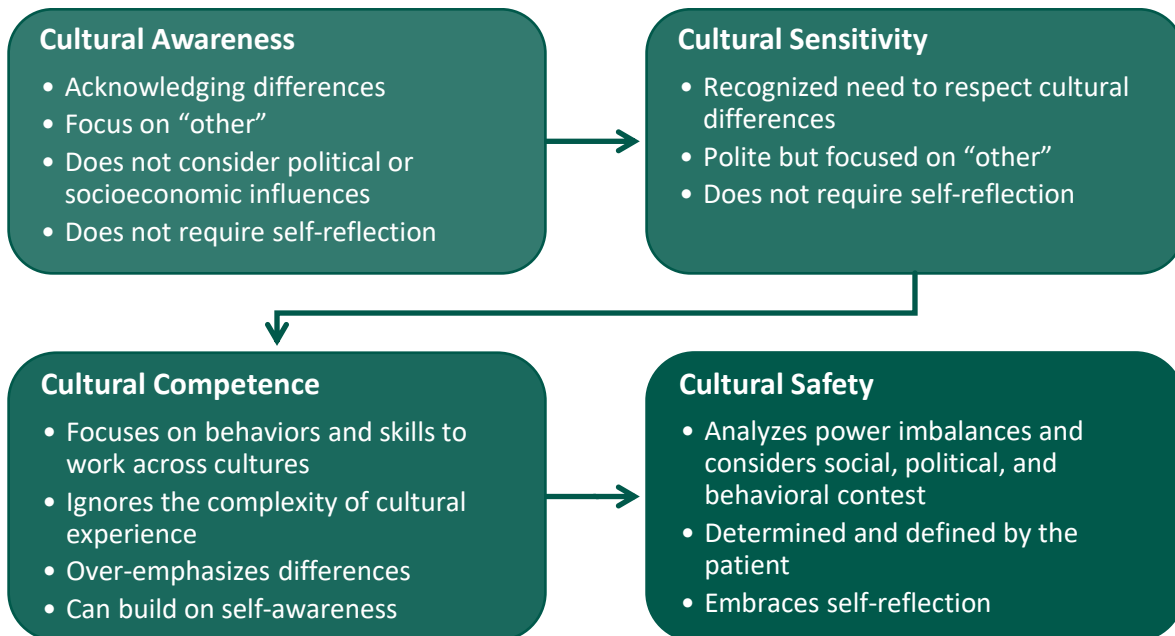 Cultural Awareness
• Acknowledging differences
• Focus on “other”
• Does not consider political or
socioeconomic influences
• Does not require self-reflection
Cultural Sensitivity
• Recognized need to respect cultural
differences
• Polite but focused on “other”
• Does not require self-reflection
Cultural Competence
• Focuses on behaviors and skills to
work across cultures
• Ignores the complexity of cultural
experience
• Over-emphasizes differences
• Can build on self-awareness
Cultural Safety
• Analyzes power imbalances and
considers social, political, and
behavioral contest
• Determined and defined by the
patient
• Embraces self-reflection